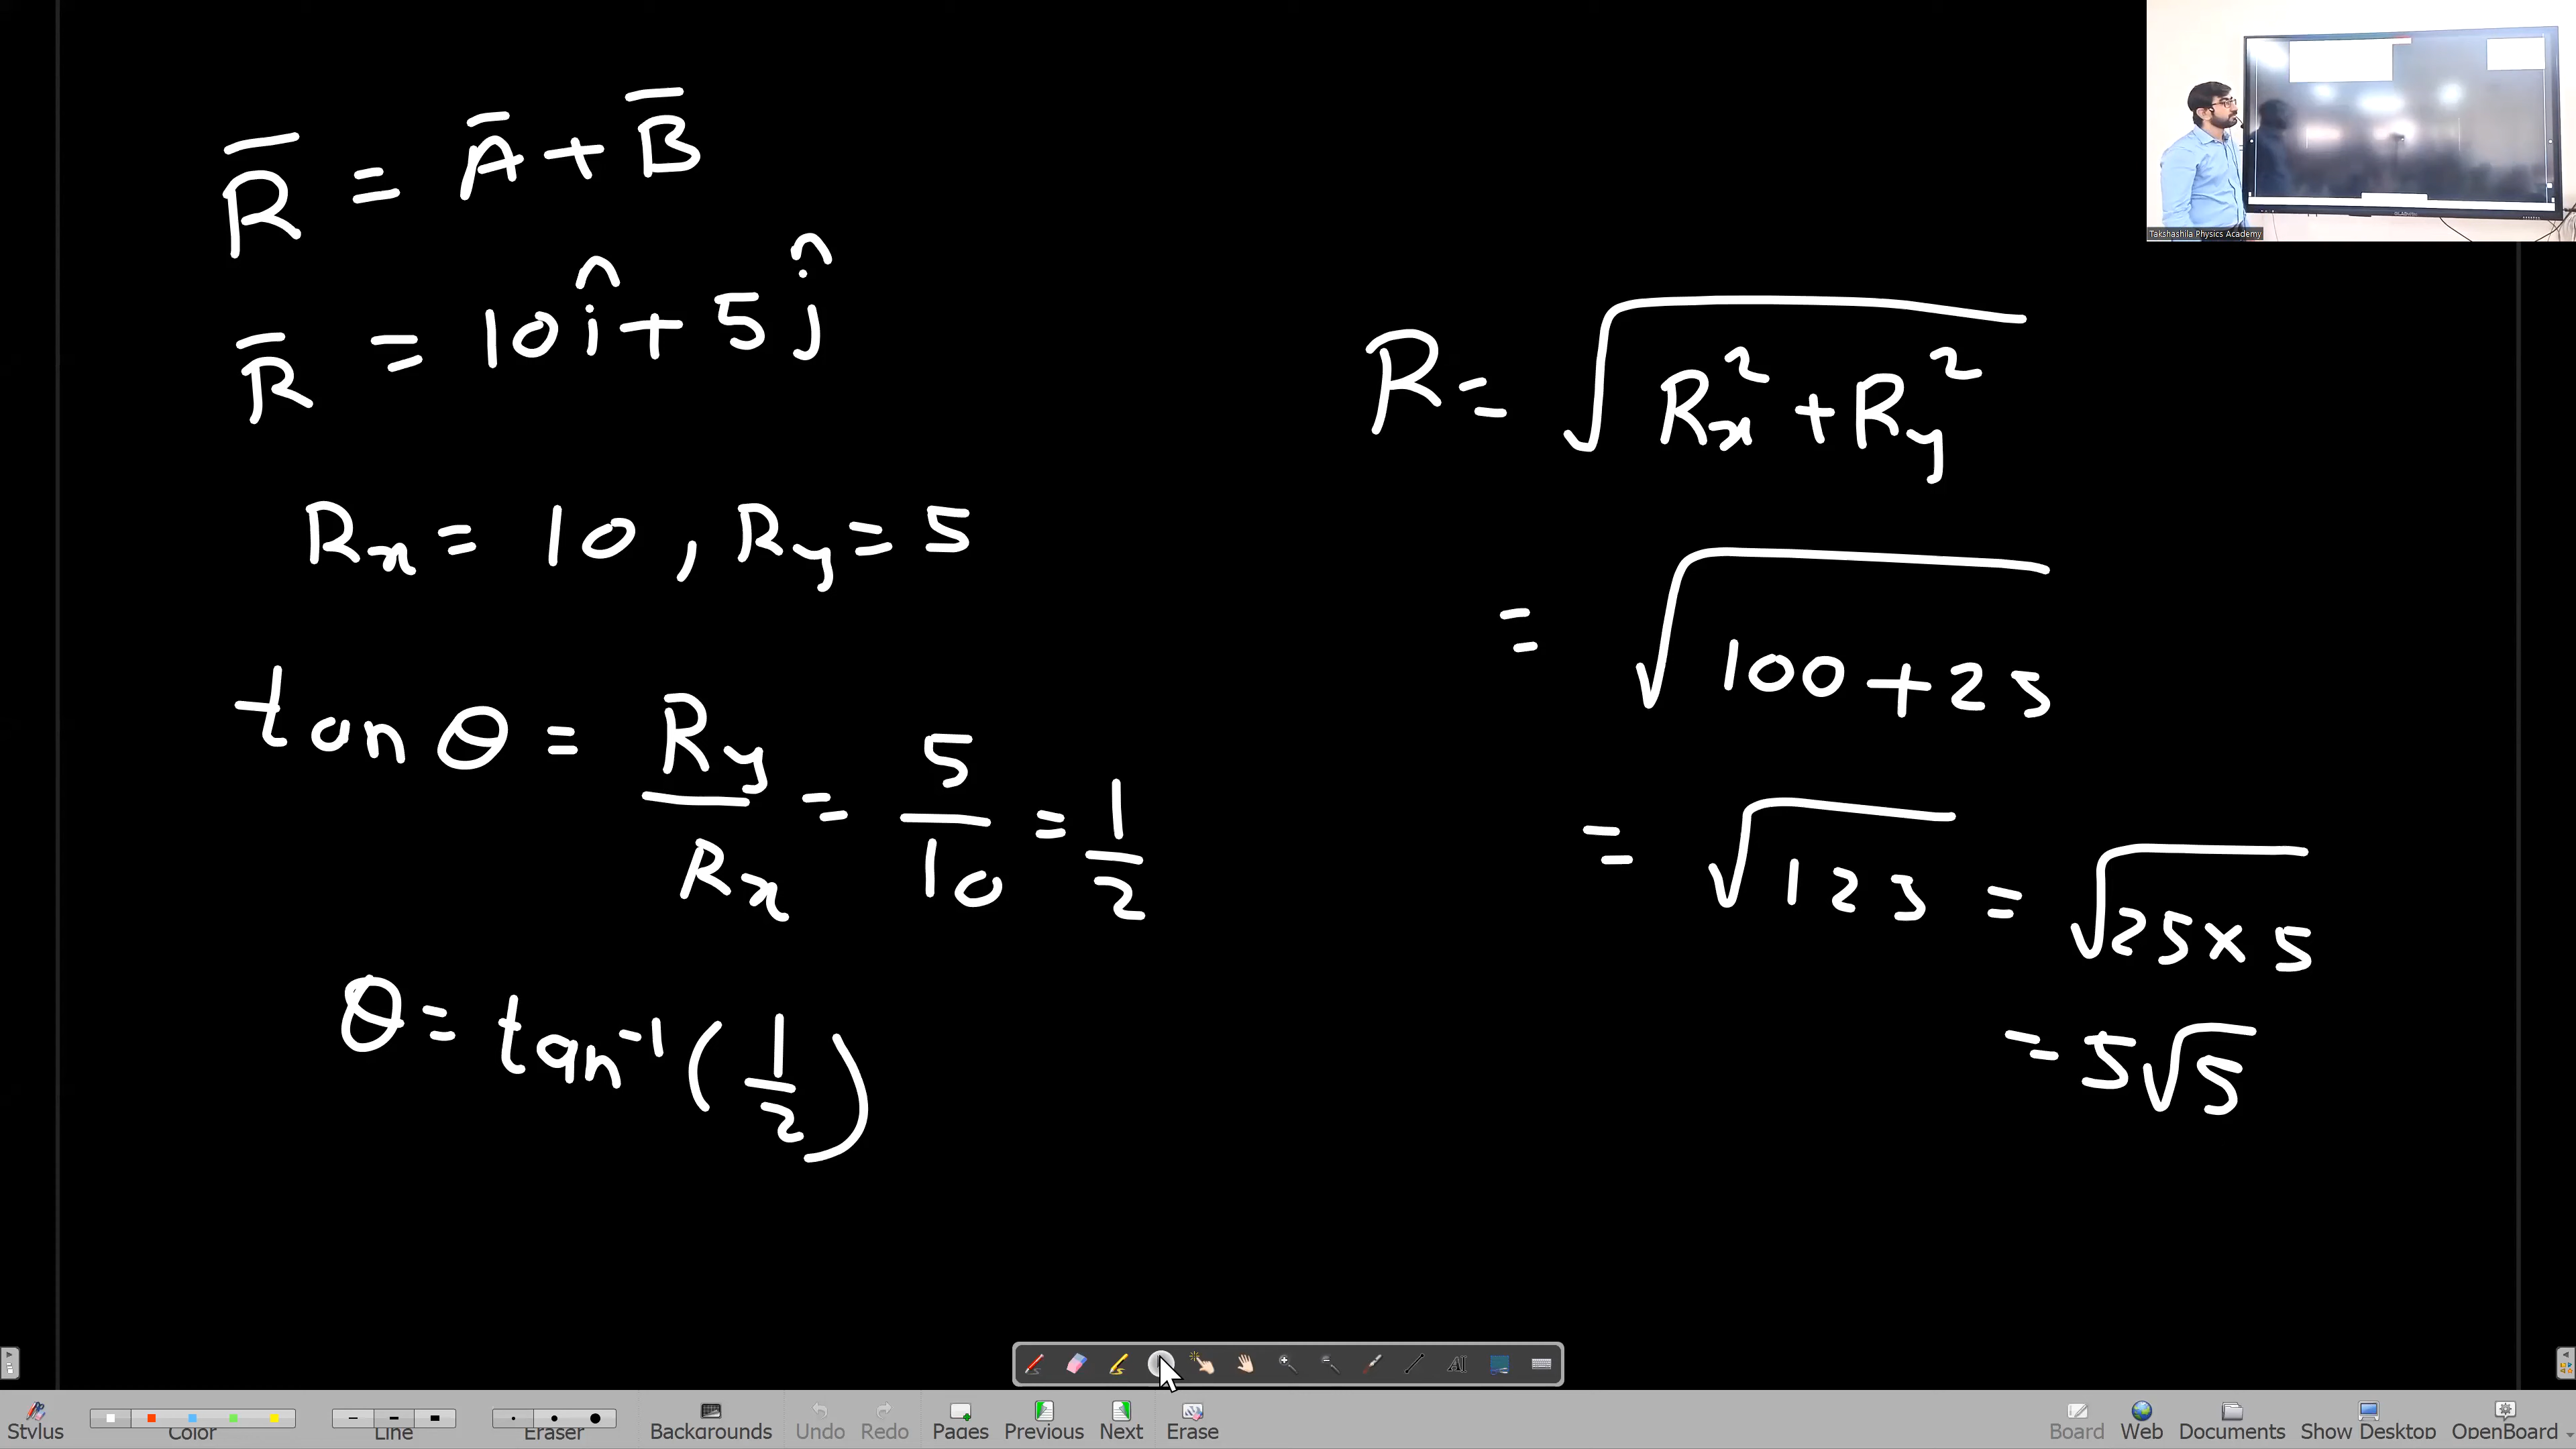 R̅ = A̅ + B̅
R̅ = 10 î + 5 ĵ
Rx = 10 , Ry = 5
tan θ = Ry/Rx = 5/10 = 1/2
θ = tan⁻¹ (1/2)
R = √(Rx² + Ry²)
= √(100 + 25)
= √125 = √(25 × 5)
= 5√5
Takshashila Physics Academy
Stylus Color Line Eraser Backgrounds Undo Redo Pages Previous Next Erase Board Web Documents Show Desktop OpenBoard